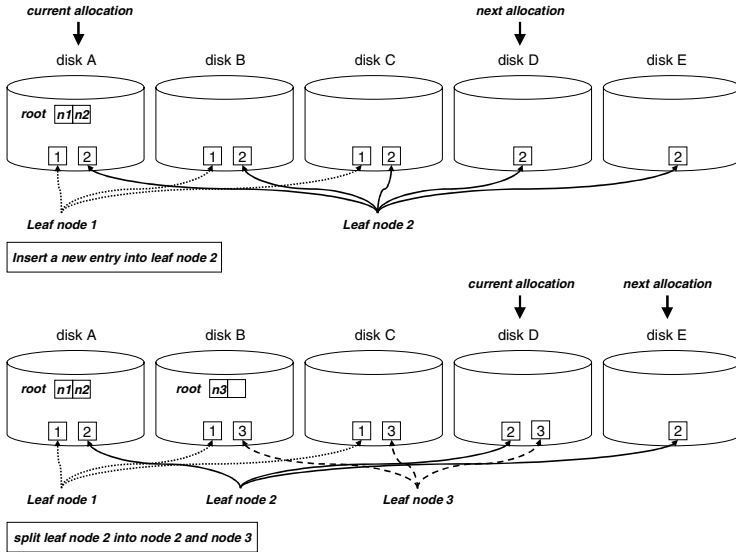 current allocation next allocation
disk A disk B disk C disk D disk E
root n1 n2
1 2 1 2 1 2 2 2
Leaf node 1 Leaf node 2
Insert a new entry into leaf node 2
current allocation next allocation
disk A disk B disk C disk D disk E
root n1 n2 root n3
1 2 1 3 1 3 2 3 2
Leaf node 1 Leaf node 2 Leaf node 3
split leaf node 2 into node 2 and node 3